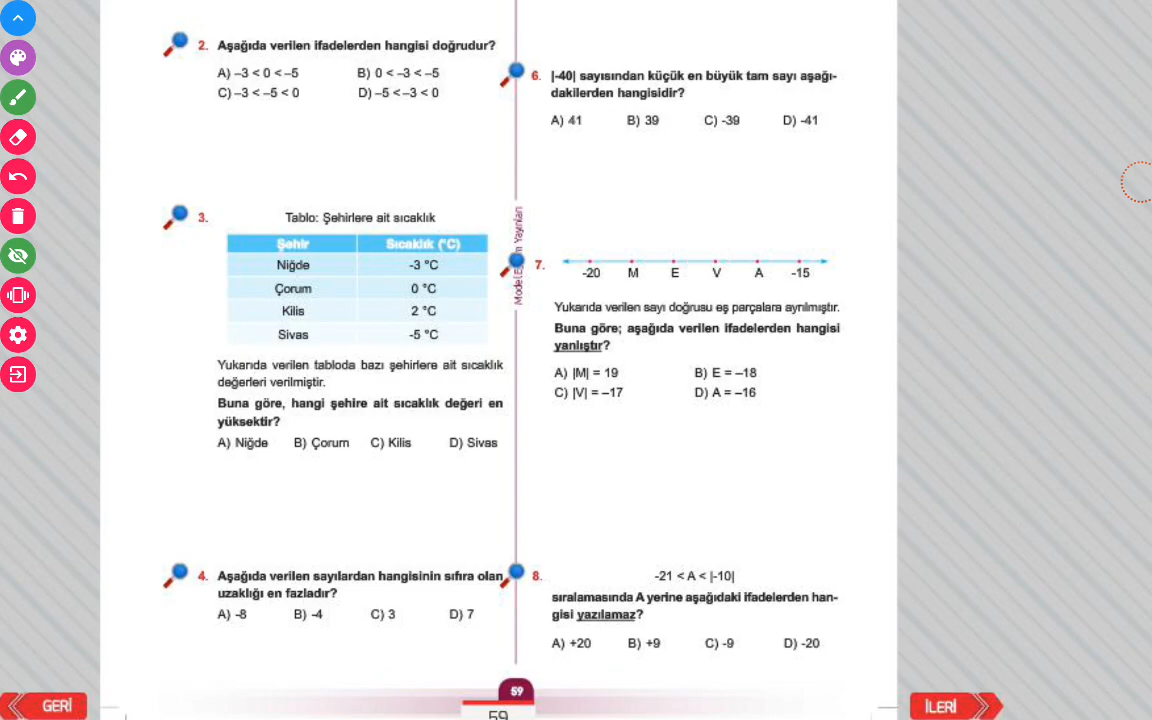 2. Aşağıda verilen ifadelerden hangisi doğrudur?
A) –3 < 0 < –5 B) 0 < –3 < –5
C) –3 < –5 < 0 D) –5 < –3 < 0
3. Tablo: Şehirlere ait sıcaklık
Şehir Sıcaklık (°C)
Niğde -3 °C
Çorum 0 °C
Kilis 2 °C
Sivas -5 °C
Yukarıda verilen tabloda bazı şehirlere ait sıcaklık
değerleri verilmiştir.
Buna göre, hangi şehire ait sıcaklık değeri en
yüksektir?
A) Niğde B) Çorum C) Kilis D) Sivas
4. Aşağıda verilen sayılardan hangisinin sıfıra olan
uzaklığı en fazladır?
A) -8 B) -4 C) 3 D) 7
6. |-40| sayısından küçük en büyük tam sayı aşağı-
dakilerden hangisidir?
A) 41 B) 39 C) -39 D) -41
7.
-20 M E V A -15
Yukarıda verilen sayı doğrusu eş parçalara ayrılmıştır.
Buna göre; aşağıda verilen ifadelerden hangisi
yanlıştır?
A) |M| = 19 B) E = –18
C) |V| = –17 D) A = –16
8. -21 < A < |-10|
sıralamasında A yerine aşağıdaki ifadelerden han-
gisi yazılamaz?
A) +20 B) +9 C) -9 D) -20
Yayınları
59
59
GERİ
İLERİ